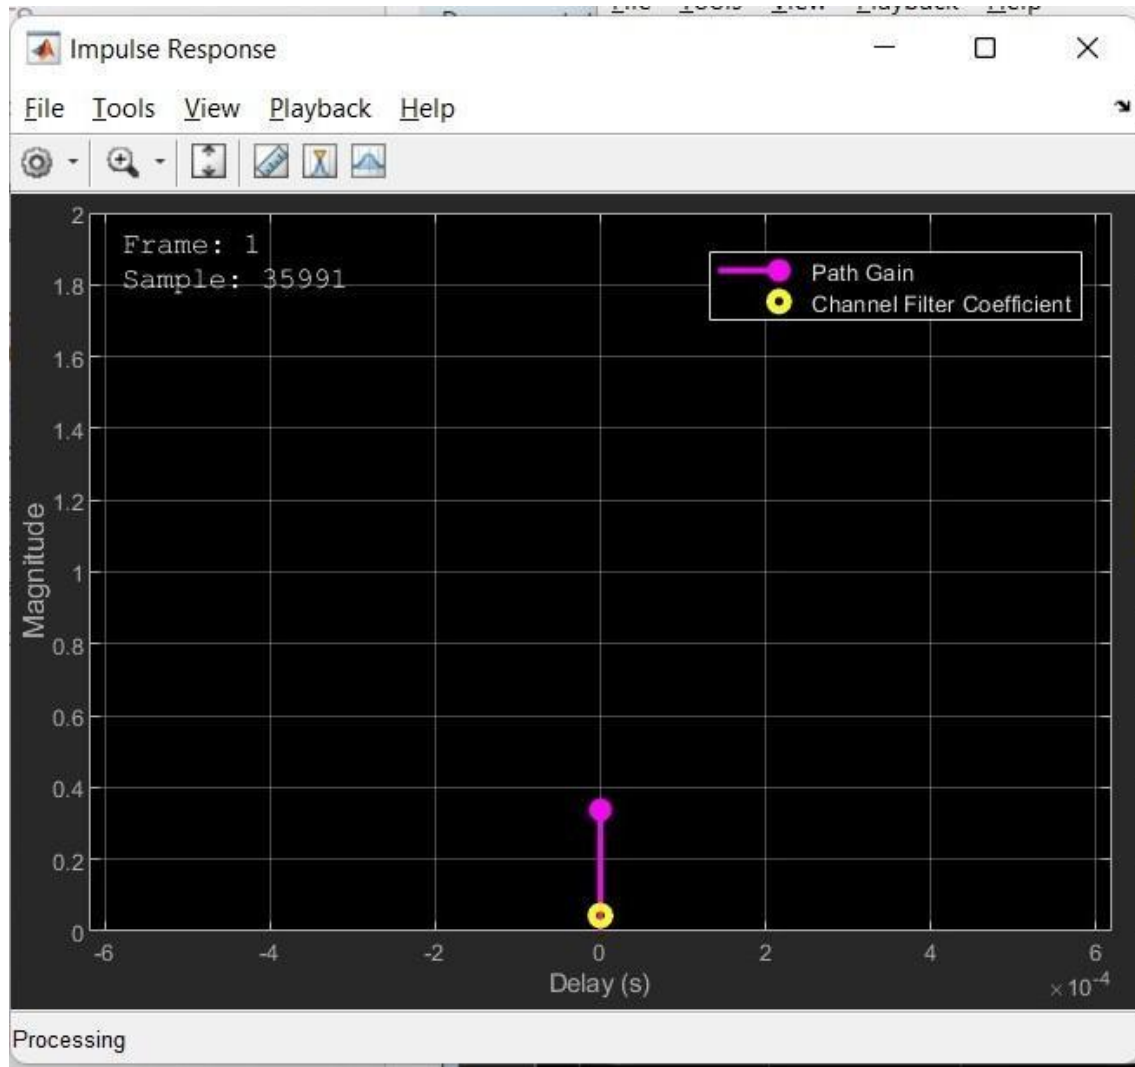 Impulse Response
File Tools View Playback Help
Frame: 1
Sample: 35991
Path Gain
Channel Filter Coefficient
2
1.8
1.6
1.4
1.2
1
0.8
0.6
0.4
0.2
0
Magnitude
-6 -4 -2 0 2 4 6
Delay (s)
×10-4
Processing